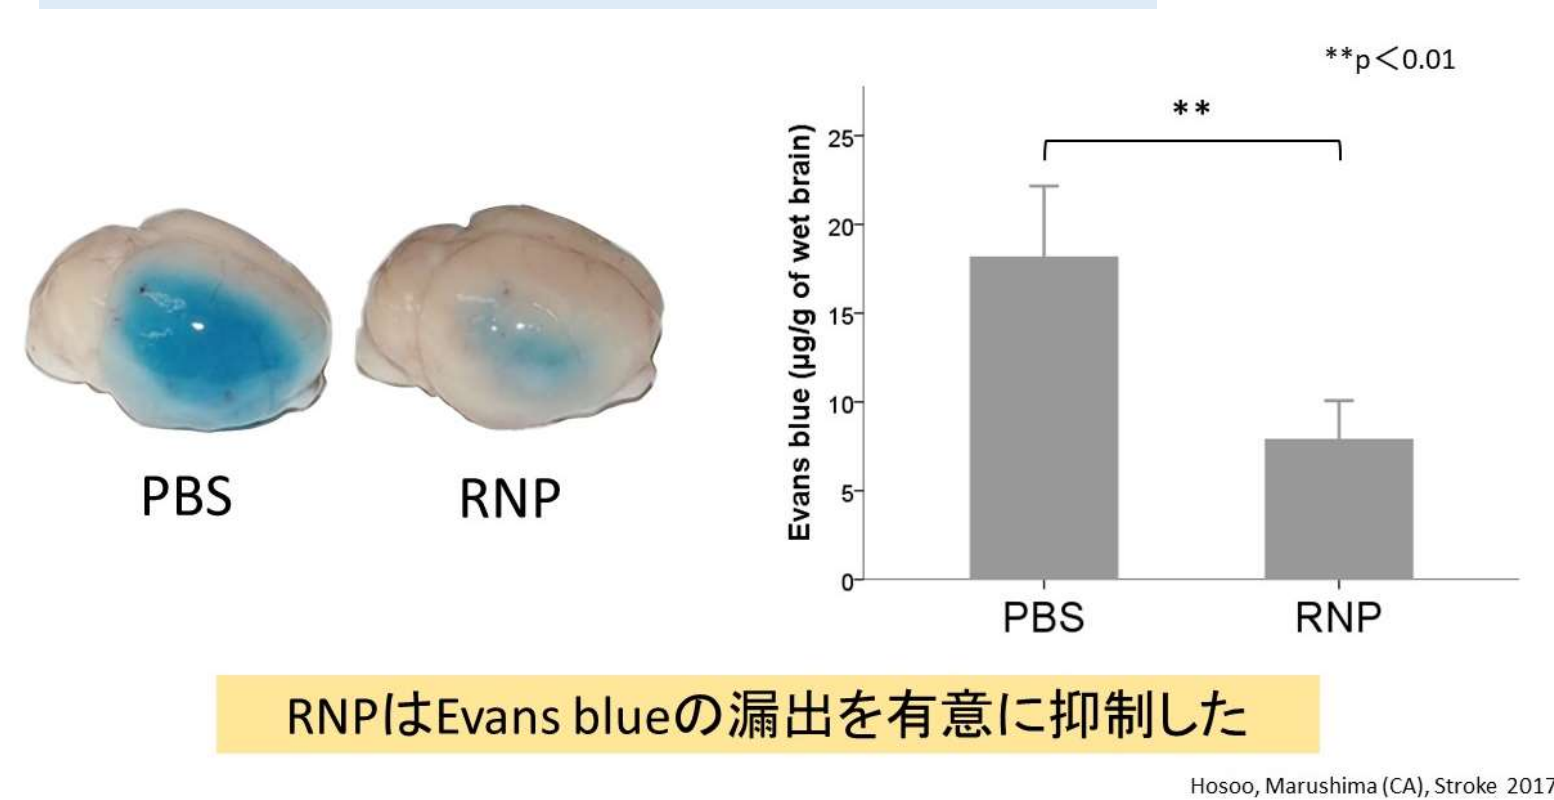 **p＜0.01
**
Evans blue (μg/g of wet brain)
25
20
15
10
5
0
PBS
RNP
PBS
RNP
RNPはEvans blueの漏出を有意に抑制した
Hosoo, Marushima (CA), Stroke 2017